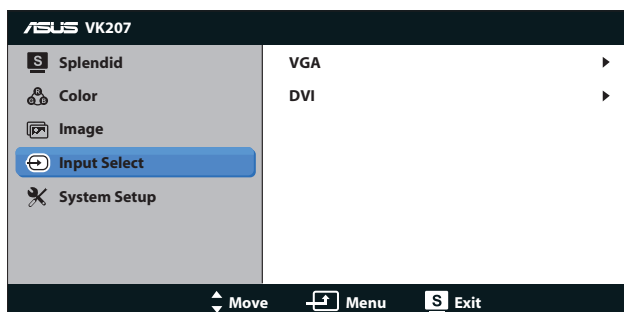 ASUS VK207
S Splendid
VGA
R G B Color
DVI
Image
Input Select
System Setup
Move Menu S Exit